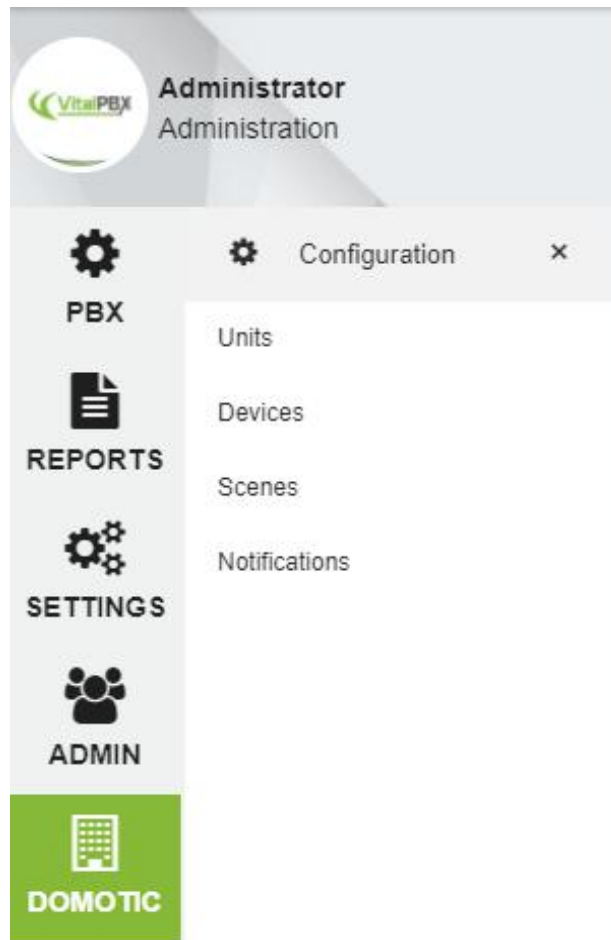 VitalPBX
Administrator
Administration
PBX
Configuration
Units
REPORTS
Devices
Scenes
SETTINGS
Notifications
ADMIN
DOMOTIC